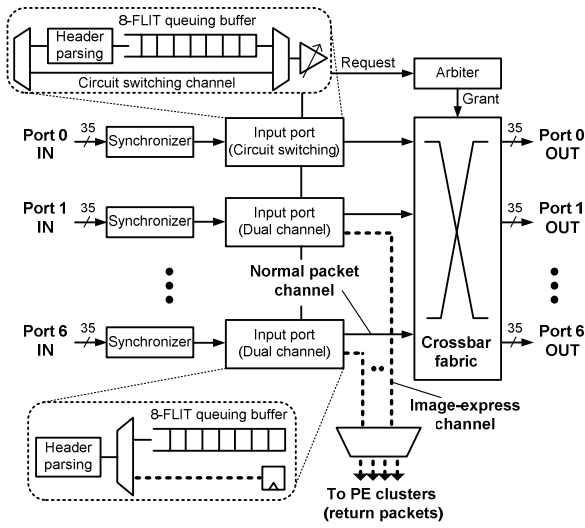 8-FLIT queuing buffer
Header
parsing
Circuit switching channel
Request
Arbiter
Grant
Port 0
IN
35
Synchronizer
Input port
(Circuit switching)
35
Port 0
OUT
Port 1
IN
35
Synchronizer
Input port
(Dual channel)
35
Port 1
OUT
Normal packet
channel
Port 6
IN
35
Synchronizer
Input port
(Dual channel)
Crossbar
fabric
35
Port 6
OUT
8-FLIT queuing buffer
Header
parsing
Image-express
channel
To PE clusters
(return packets)